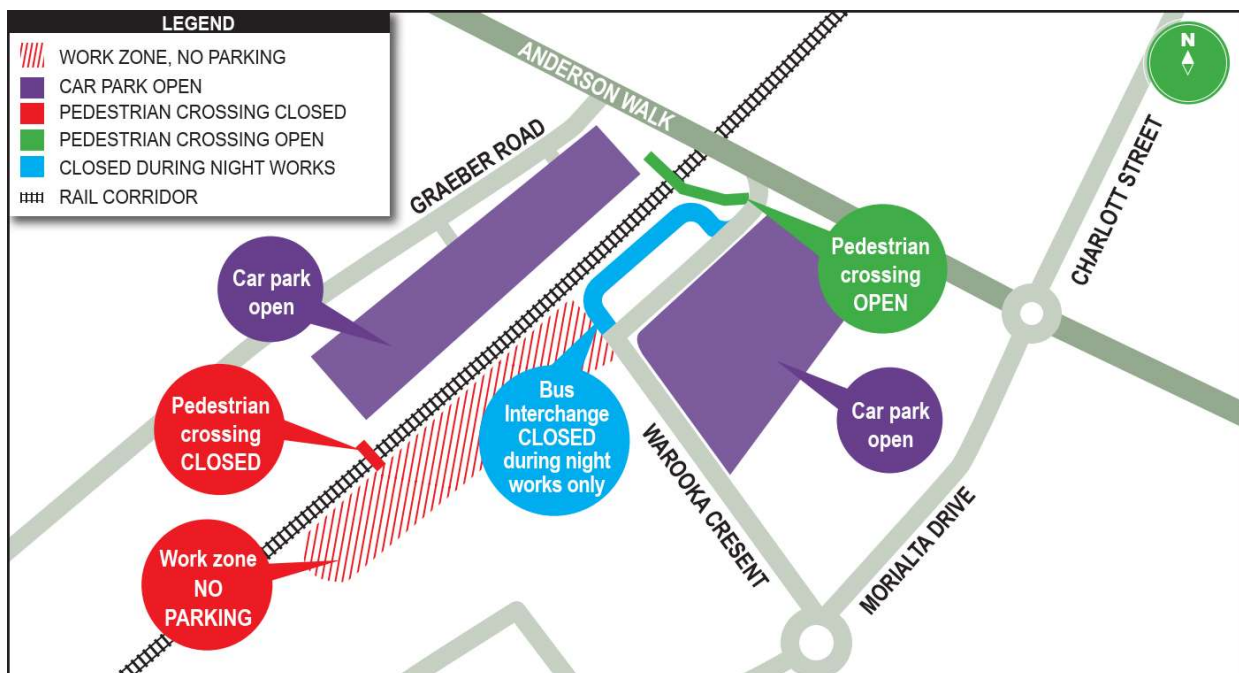 LEGEND
WORK ZONE, NO PARKING
CAR PARK OPEN
PEDESTRIAN CROSSING CLOSED
PEDESTRIAN CROSSING OPEN
CLOSED DURING NIGHT WORKS
RAIL CORRIDOR
N
ANDERSON WALK
GRAEBER ROAD
CHARLOTT STREET
Pedestrian
crossing
OPEN
Car park
open
Pedestrian
crossing
CLOSED
Bus
Interchange
CLOSED
during night
works only
Car park
open
WAROOKA CRESENT
MORIALTA DRIVE
Work zone
NO
PARKING